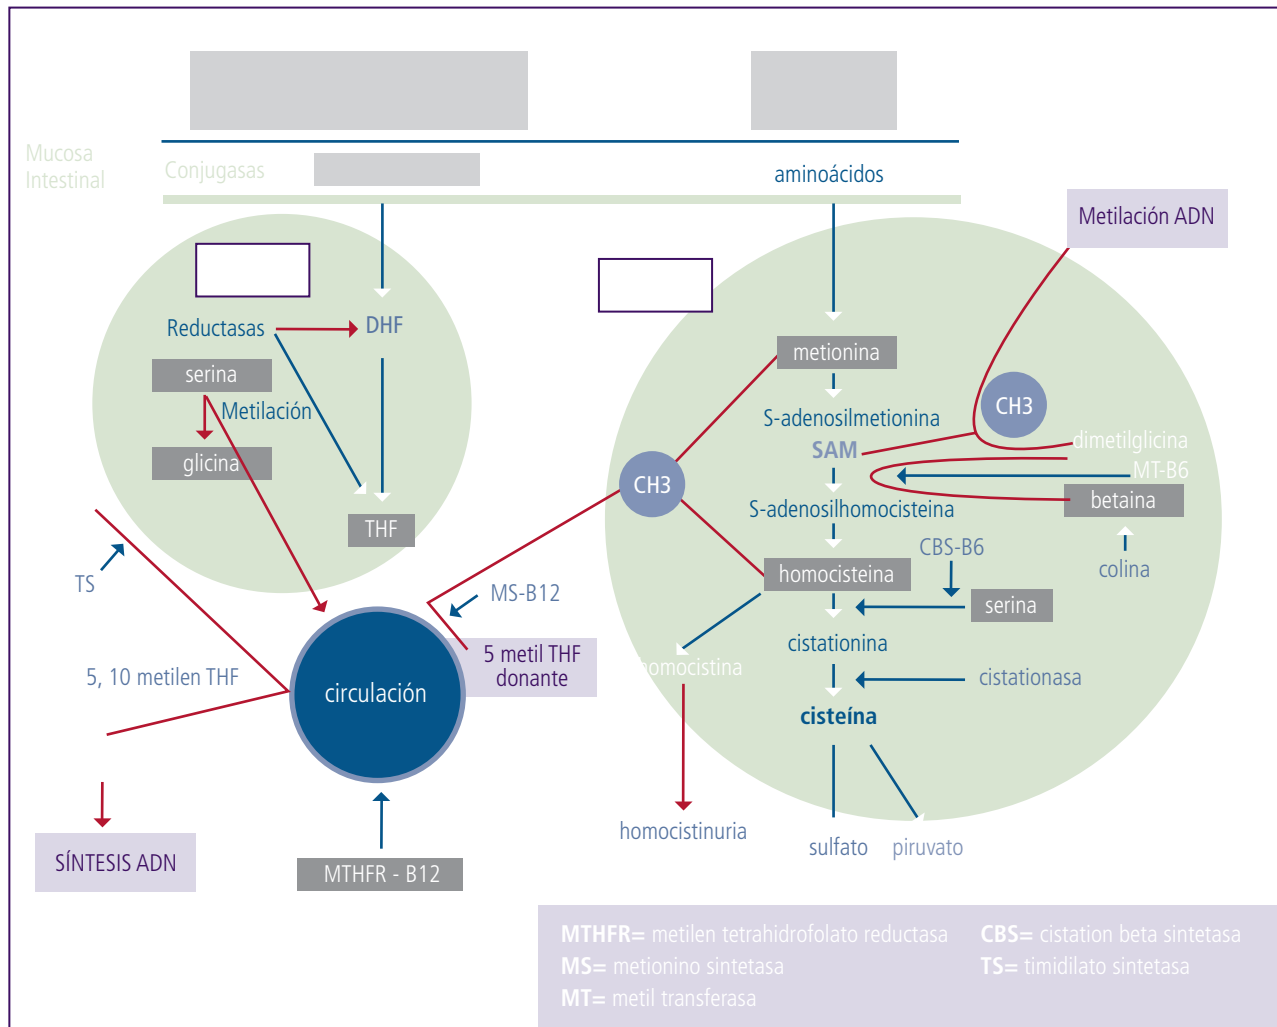 Mucosa
Intestinal
Conjugasas
aminoácidos
Metilación ADN
Reductasas
DHF
serina
Metilación
glicina
THF
metionina
S-adenosilmetionina
SAM
CH3
dimetilglicina
MT-B6
betaina
colina
CH3
S-adenosilhomocisteina
CBS-B6
homocisteina
serina
TS
MS-B12
cistationina
homocistina
5 metil THF
donante
5, 10 metilen THF
circulación
cistationasa
cisteína
homocistinuria
sulfato
piruvato
SÍNTESIS ADN
MTHFR - B12
MTHFR= metilen tetrahidrofolato reductasa
MS= metionino sintetasa
MT= metil transferasa
CBS= cistation beta sintetasa
TS= timidilato sintetasa